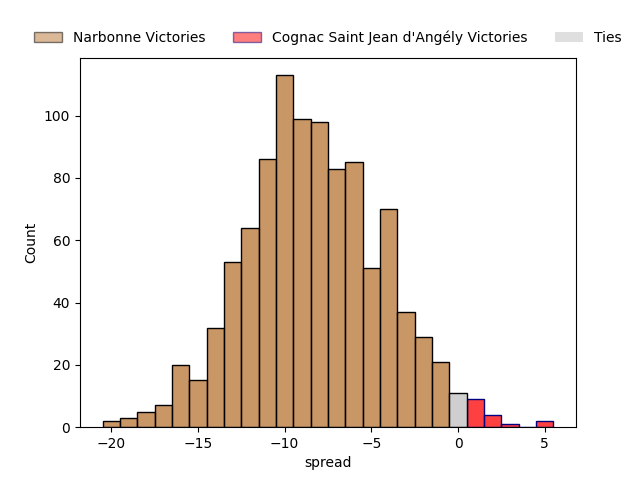 Narbonne Victories Cognac Saint Jean d'Angély Victories Ties
Count
100
80
60
40
20
0
−20 −15 −10 −5 0 5
spread